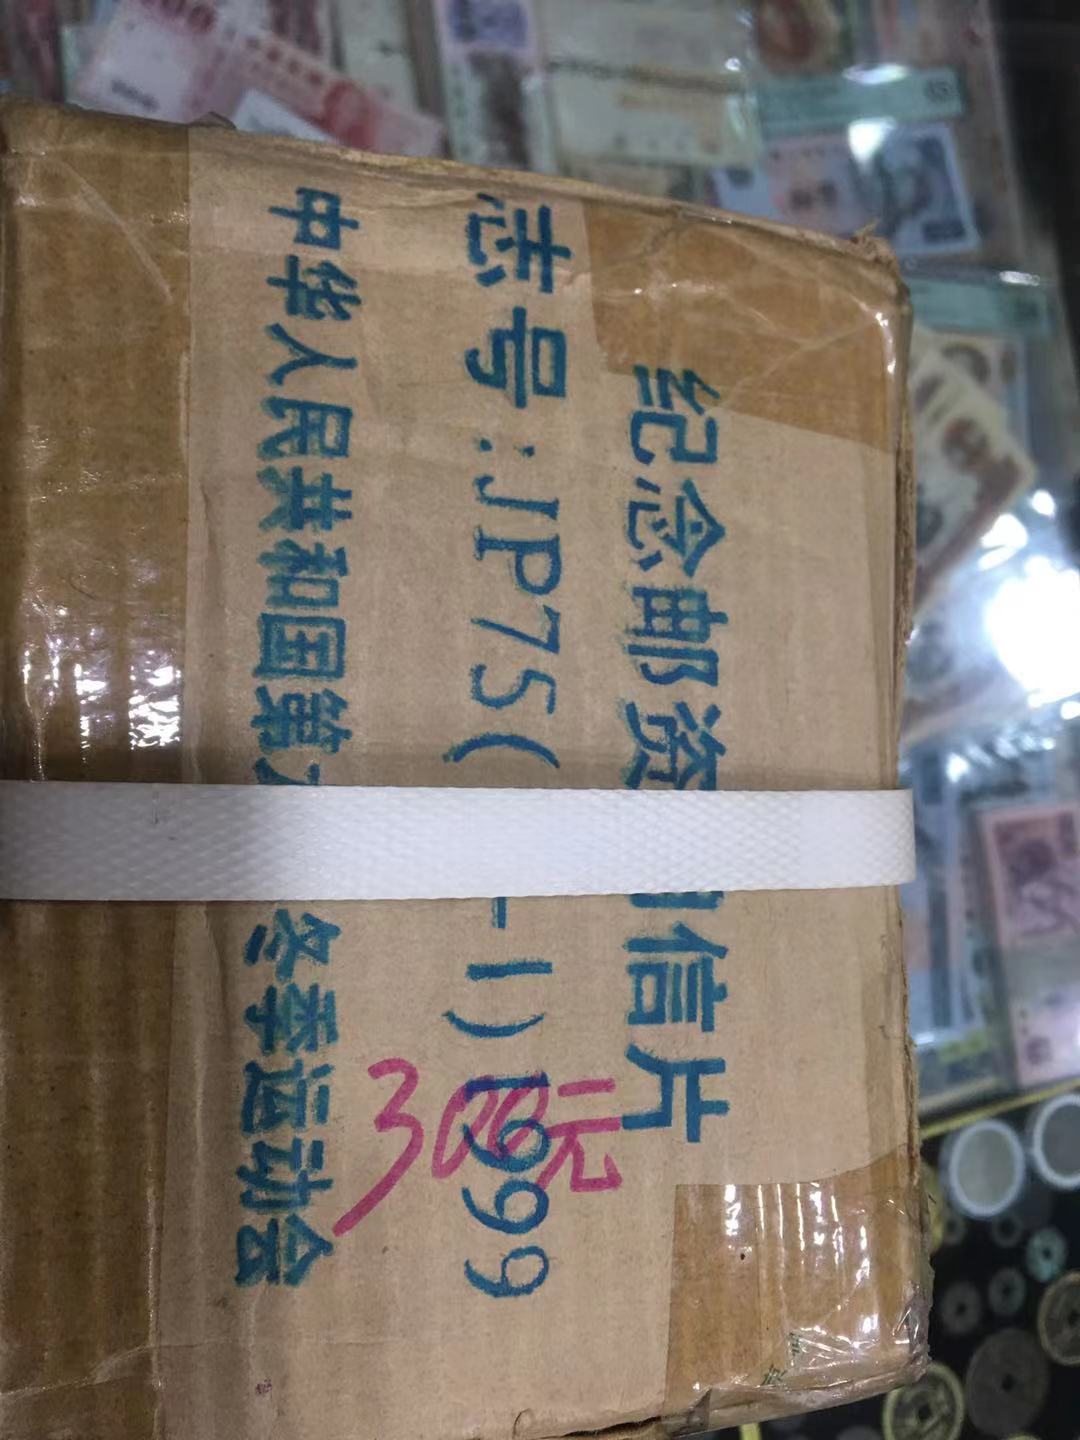 纪念邮资 信片
志号:JP75( -1)1999
中华人民共和国第 冬季运动会
300元